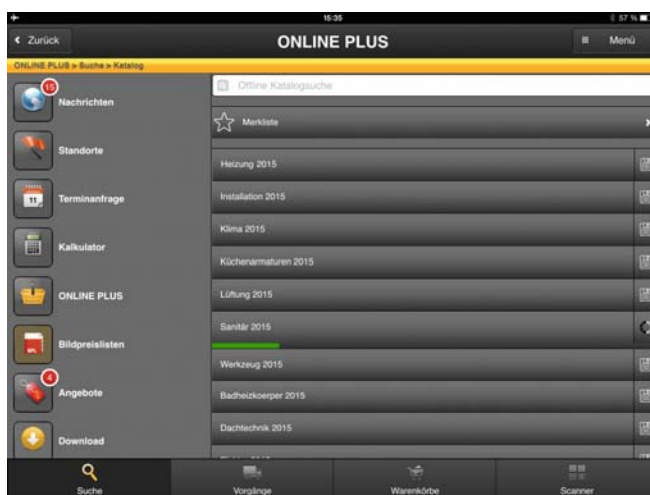 15:35
57 %
Zurück
ONLINE PLUS
Menü
ONLINE PLUS > Suche > Katalog
15
Nachrichten
Standorte
11
Terminanfrage
Kalkulator
ONLINE PLUS
Bildpreislisten
4
Angebote
Download
Offline Katalogsuche
Merkliste
Heizung 2015
Installation 2015
Klima 2015
Küchenarmaturen 2015
Lüftung 2015
Sanitär 2015
Werkzeug 2015
Badheizkoerper 2015
Dachtechnik 2015
Suche
Vorgänge
Warenkörbe
Scanner